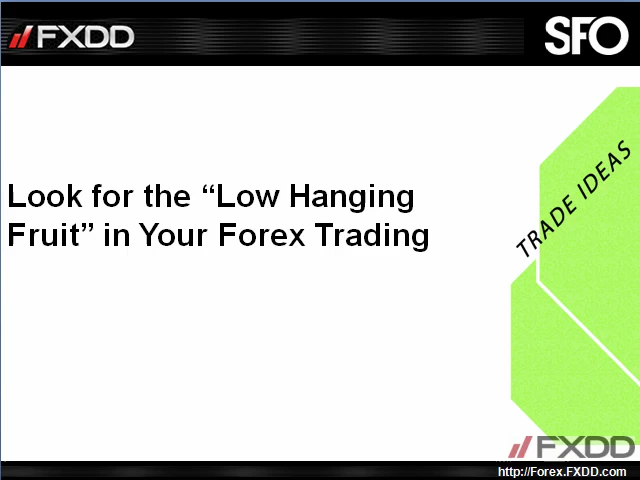 FXDD
SFO
Look for the “Low Hanging
Fruit” in Your Forex Trading
TRADE IDEAS
FXDD
http://Forex.FXDD.com